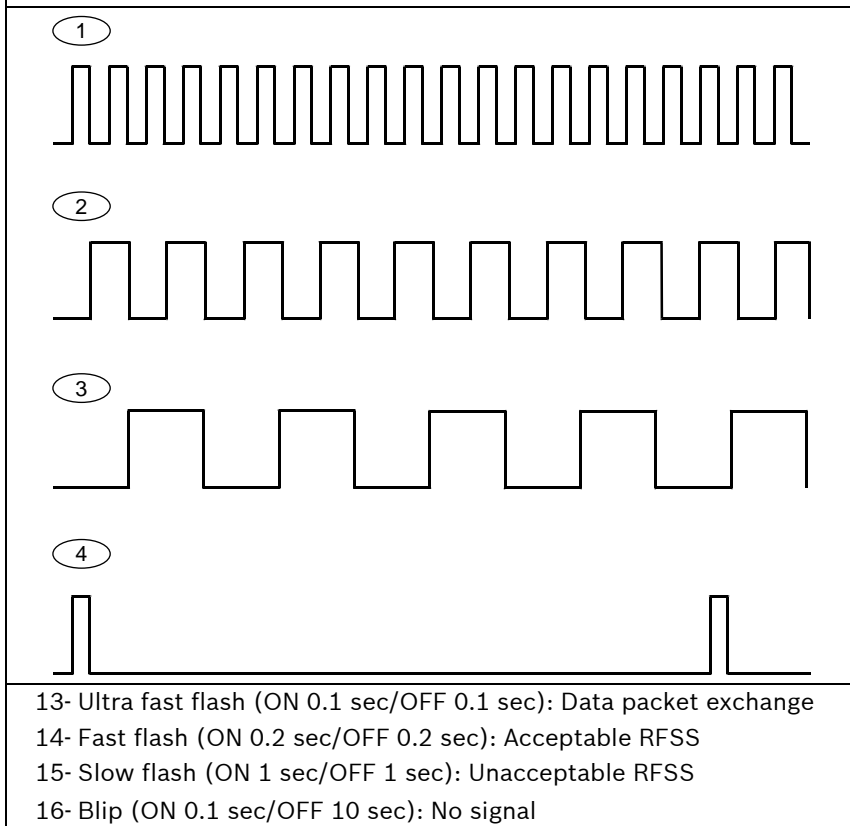 1
2
3
4
13- Ultra fast flash (ON 0.1 sec/OFF 0.1 sec): Data packet exchange
14- Fast flash (ON 0.2 sec/OFF 0.2 sec): Acceptable RFSS
15- Slow flash (ON 1 sec/OFF 1 sec): Unacceptable RFSS
16- Blip (ON 0.1 sec/OFF 10 sec): No signal